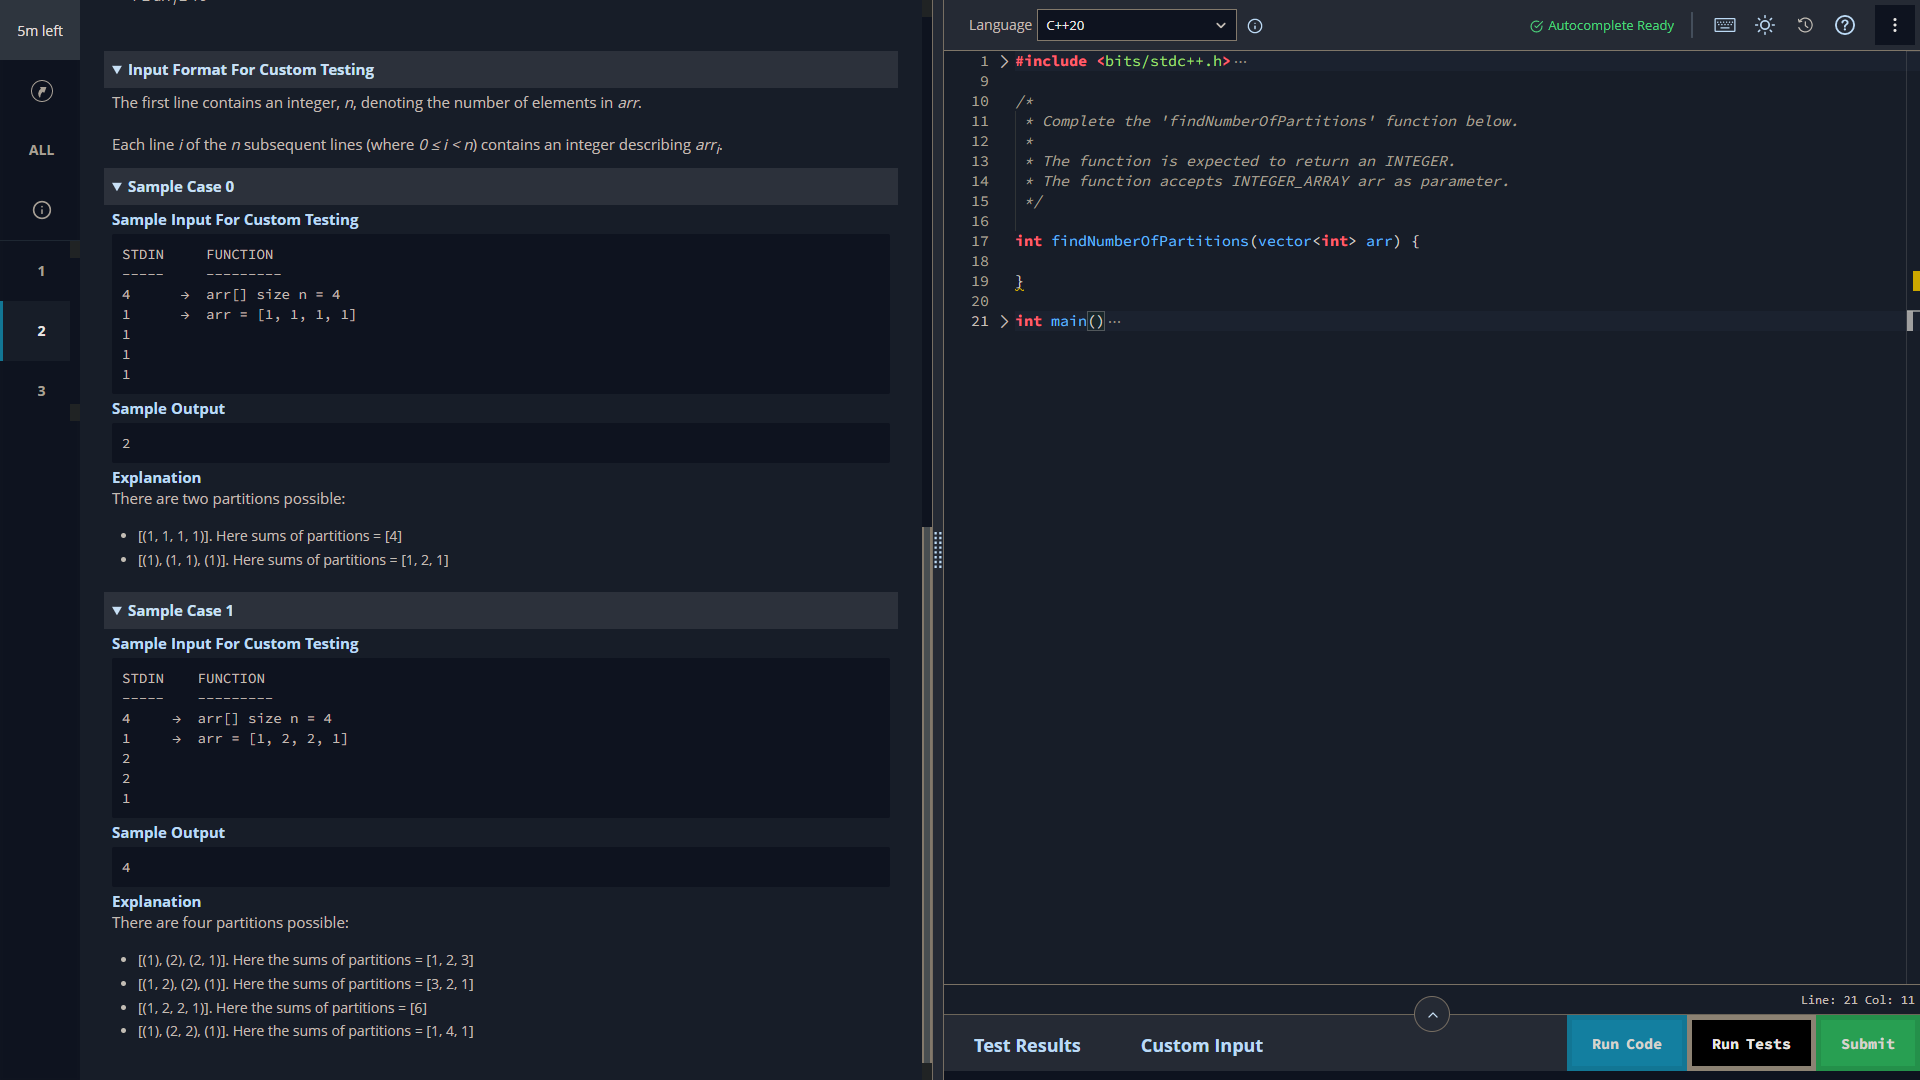 5m left
ALL
1
2
3
Input Format For Custom Testing
The first line contains an integer, n, denoting the number of elements in arr.
Each line i of the n subsequent lines (where 0 ≤ i < n) contains an integer describing arri.
Sample Case 0
Sample Input For Custom Testing
STDIN FUNCTION
----- ---------
4 → arr[] size n = 4
1 → arr = [1, 1, 1, 1]
1
1
1
Sample Output
2
Explanation
There are two partitions possible:
[(1, 1, 1, 1)]. Here sums of partitions = [4]
[(1), (1, 1), (1)]. Here sums of partitions = [1, 2, 1]
Sample Case 1
Sample Input For Custom Testing
STDIN FUNCTION
----- ---------
4 → arr[] size n = 4
1 → arr = [1, 2, 2, 1]
2
2
1
Sample Output
4
Explanation
There are four partitions possible:
[(1), (2), (2, 1)]. Here the sums of partitions = [1, 2, 3]
[(1, 2), (2), (1)]. Here the sums of partitions = [3, 2, 1]
[(1, 2, 2, 1)]. Here the sums of partitions = [6]
[(1), (2, 2), (1)]. Here the sums of partitions = [1, 4, 1]
Language C++20 Autocomplete Ready
1 #include <bits/stdc++.h> ···
9
10 /*
11 * Complete the 'findNumberOfPartitions' function below.
12 *
13 * The function is expected to return an INTEGER.
14 * The function accepts INTEGER_ARRAY arr as parameter.
15 */
16
17 int findNumberOfPartitions(vector<int> arr) {
18
19 }
20
21 int main() ···
Line: 21 Col: 11
Test Results Custom Input Run Code Run Tests Submit